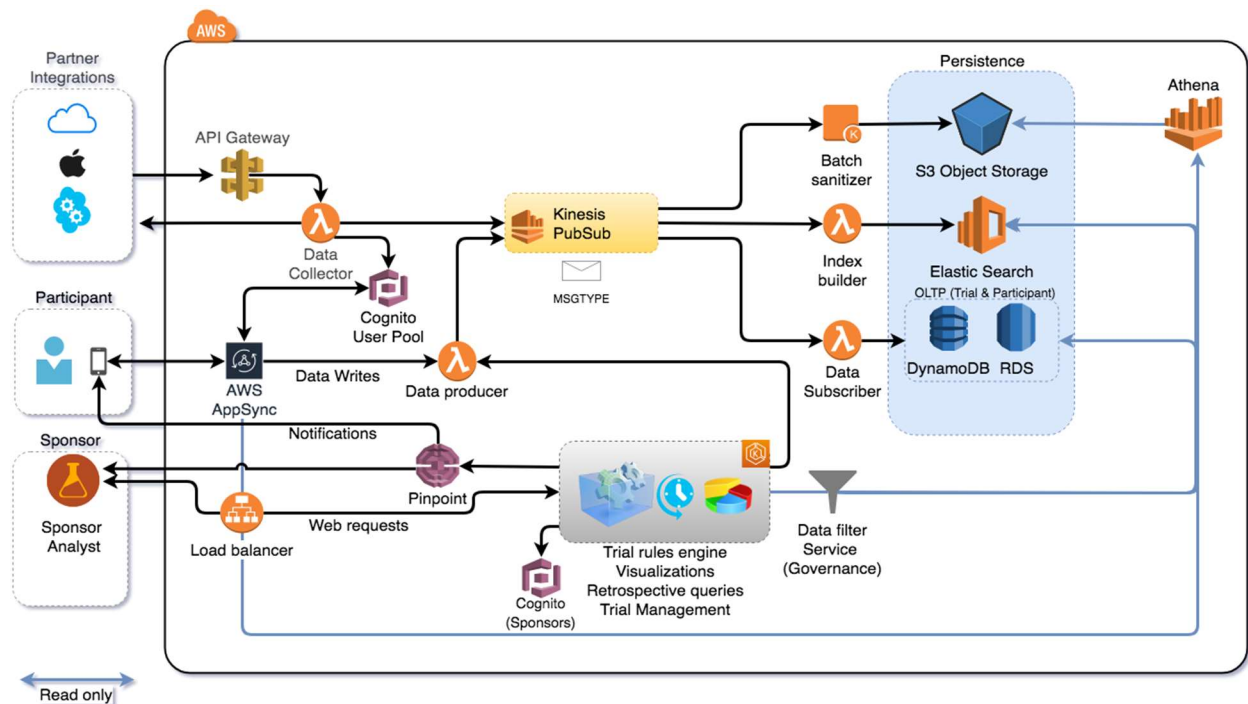 AWS
Partner
Integrations
API Gateway
Data
Collector
Cognito
User Pool
Kinesis
PubSub
MSGTYPE
K
Batch
sanitizer
Index
builder
Data
Subscriber
Persistence
S3 Object Storage
Elastic Search
OLTP (Trial & Participant)
DynamoDB
RDS
Athena
Participant
AWS
AppSync
Data Writes
Data producer
Notifications
Pinpoint
Sponsor
Sponsor
Analyst
Load balancer
Web requests
K
Trial rules engine
Visualizations
Retrospective queries
Trial Management
Cognito
(Sponsors)
Data filter
Service
(Governance)
Read only